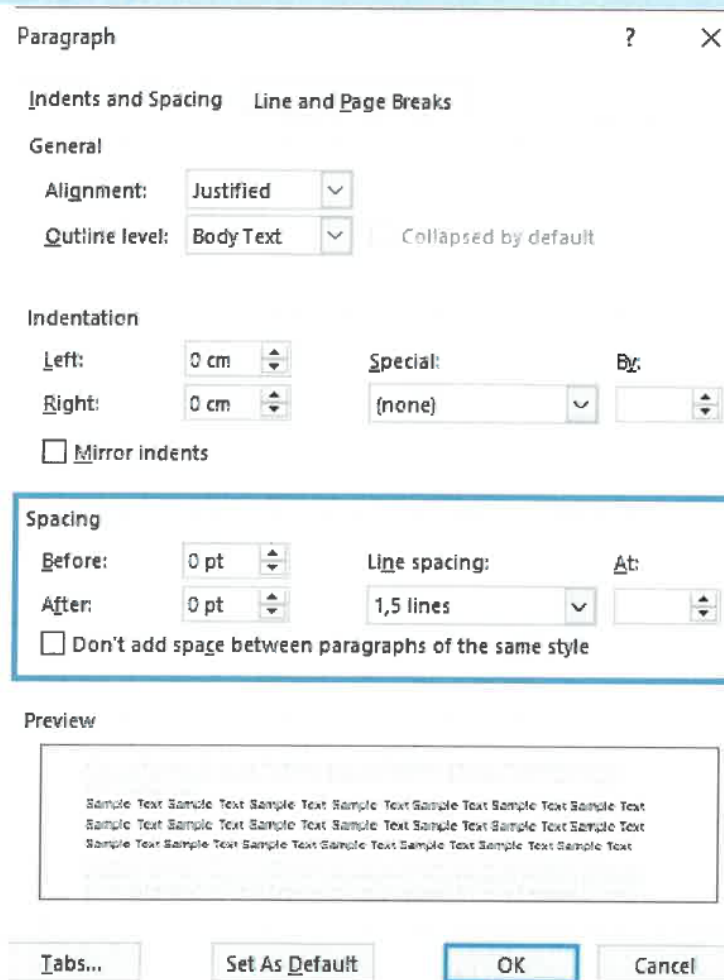 Paragraph ? ×
Indents and Spacing Line and Page Breaks
General
Alignment: Justified
Outline level: Body Text Collapsed by default
Indentation
Left: 0 cm Special: By:
Right: 0 cm (none)
Mirror indents
Spacing
Before: 0 pt Line spacing: At:
After: 0 pt 1,5 lines
Don't add space between paragraphs of the same style
Preview
Sample Text Sample Text Sample Text Sample Text Sample Text Sample Text Sample Text
Sample Text Sample Text Sample Text Sample Text Sample Text Sample Text Sample Text
Sample Text Sample Text Sample Text Sample Text Sample Text Sample Text Sample Text
Tabs... Set As Default OK Cancel